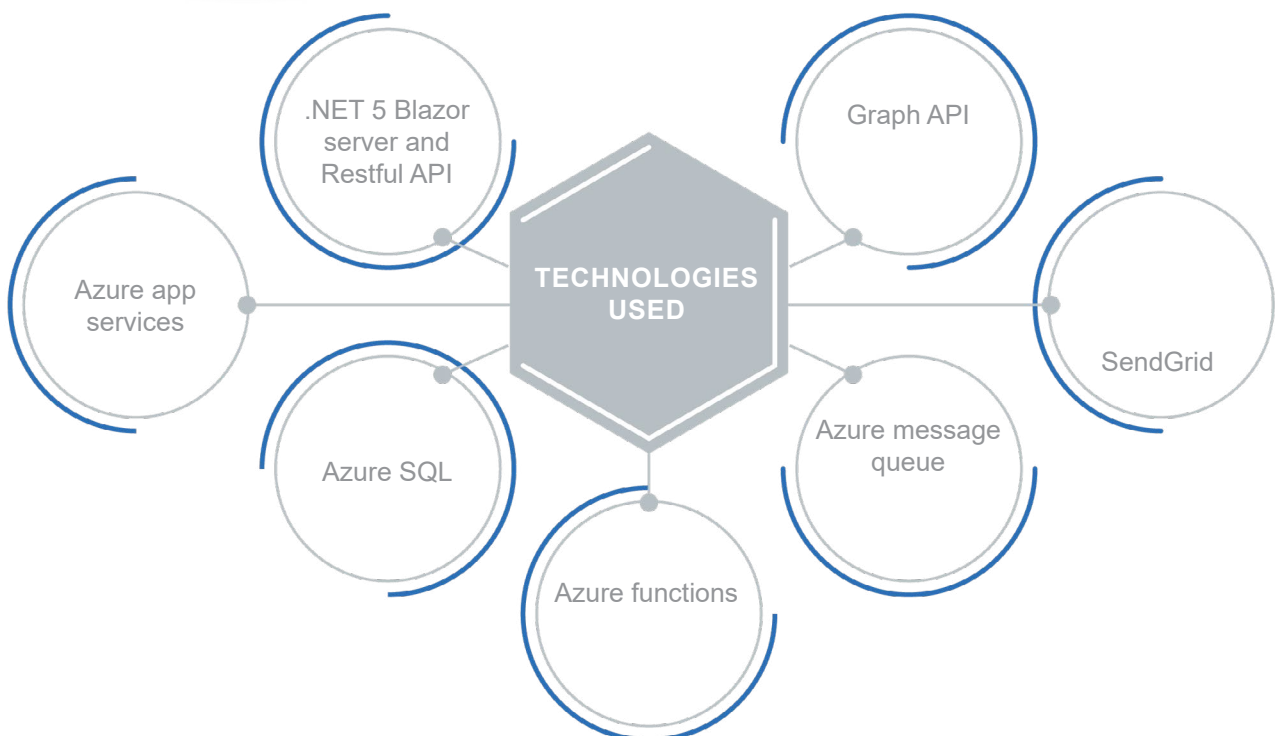 .NET 5 Blazor
server and
Restful API
Graph API
Azure app
services
TECHNOLOGIES
USED
SendGrid
Azure SQL
Azure message
queue
Azure functions